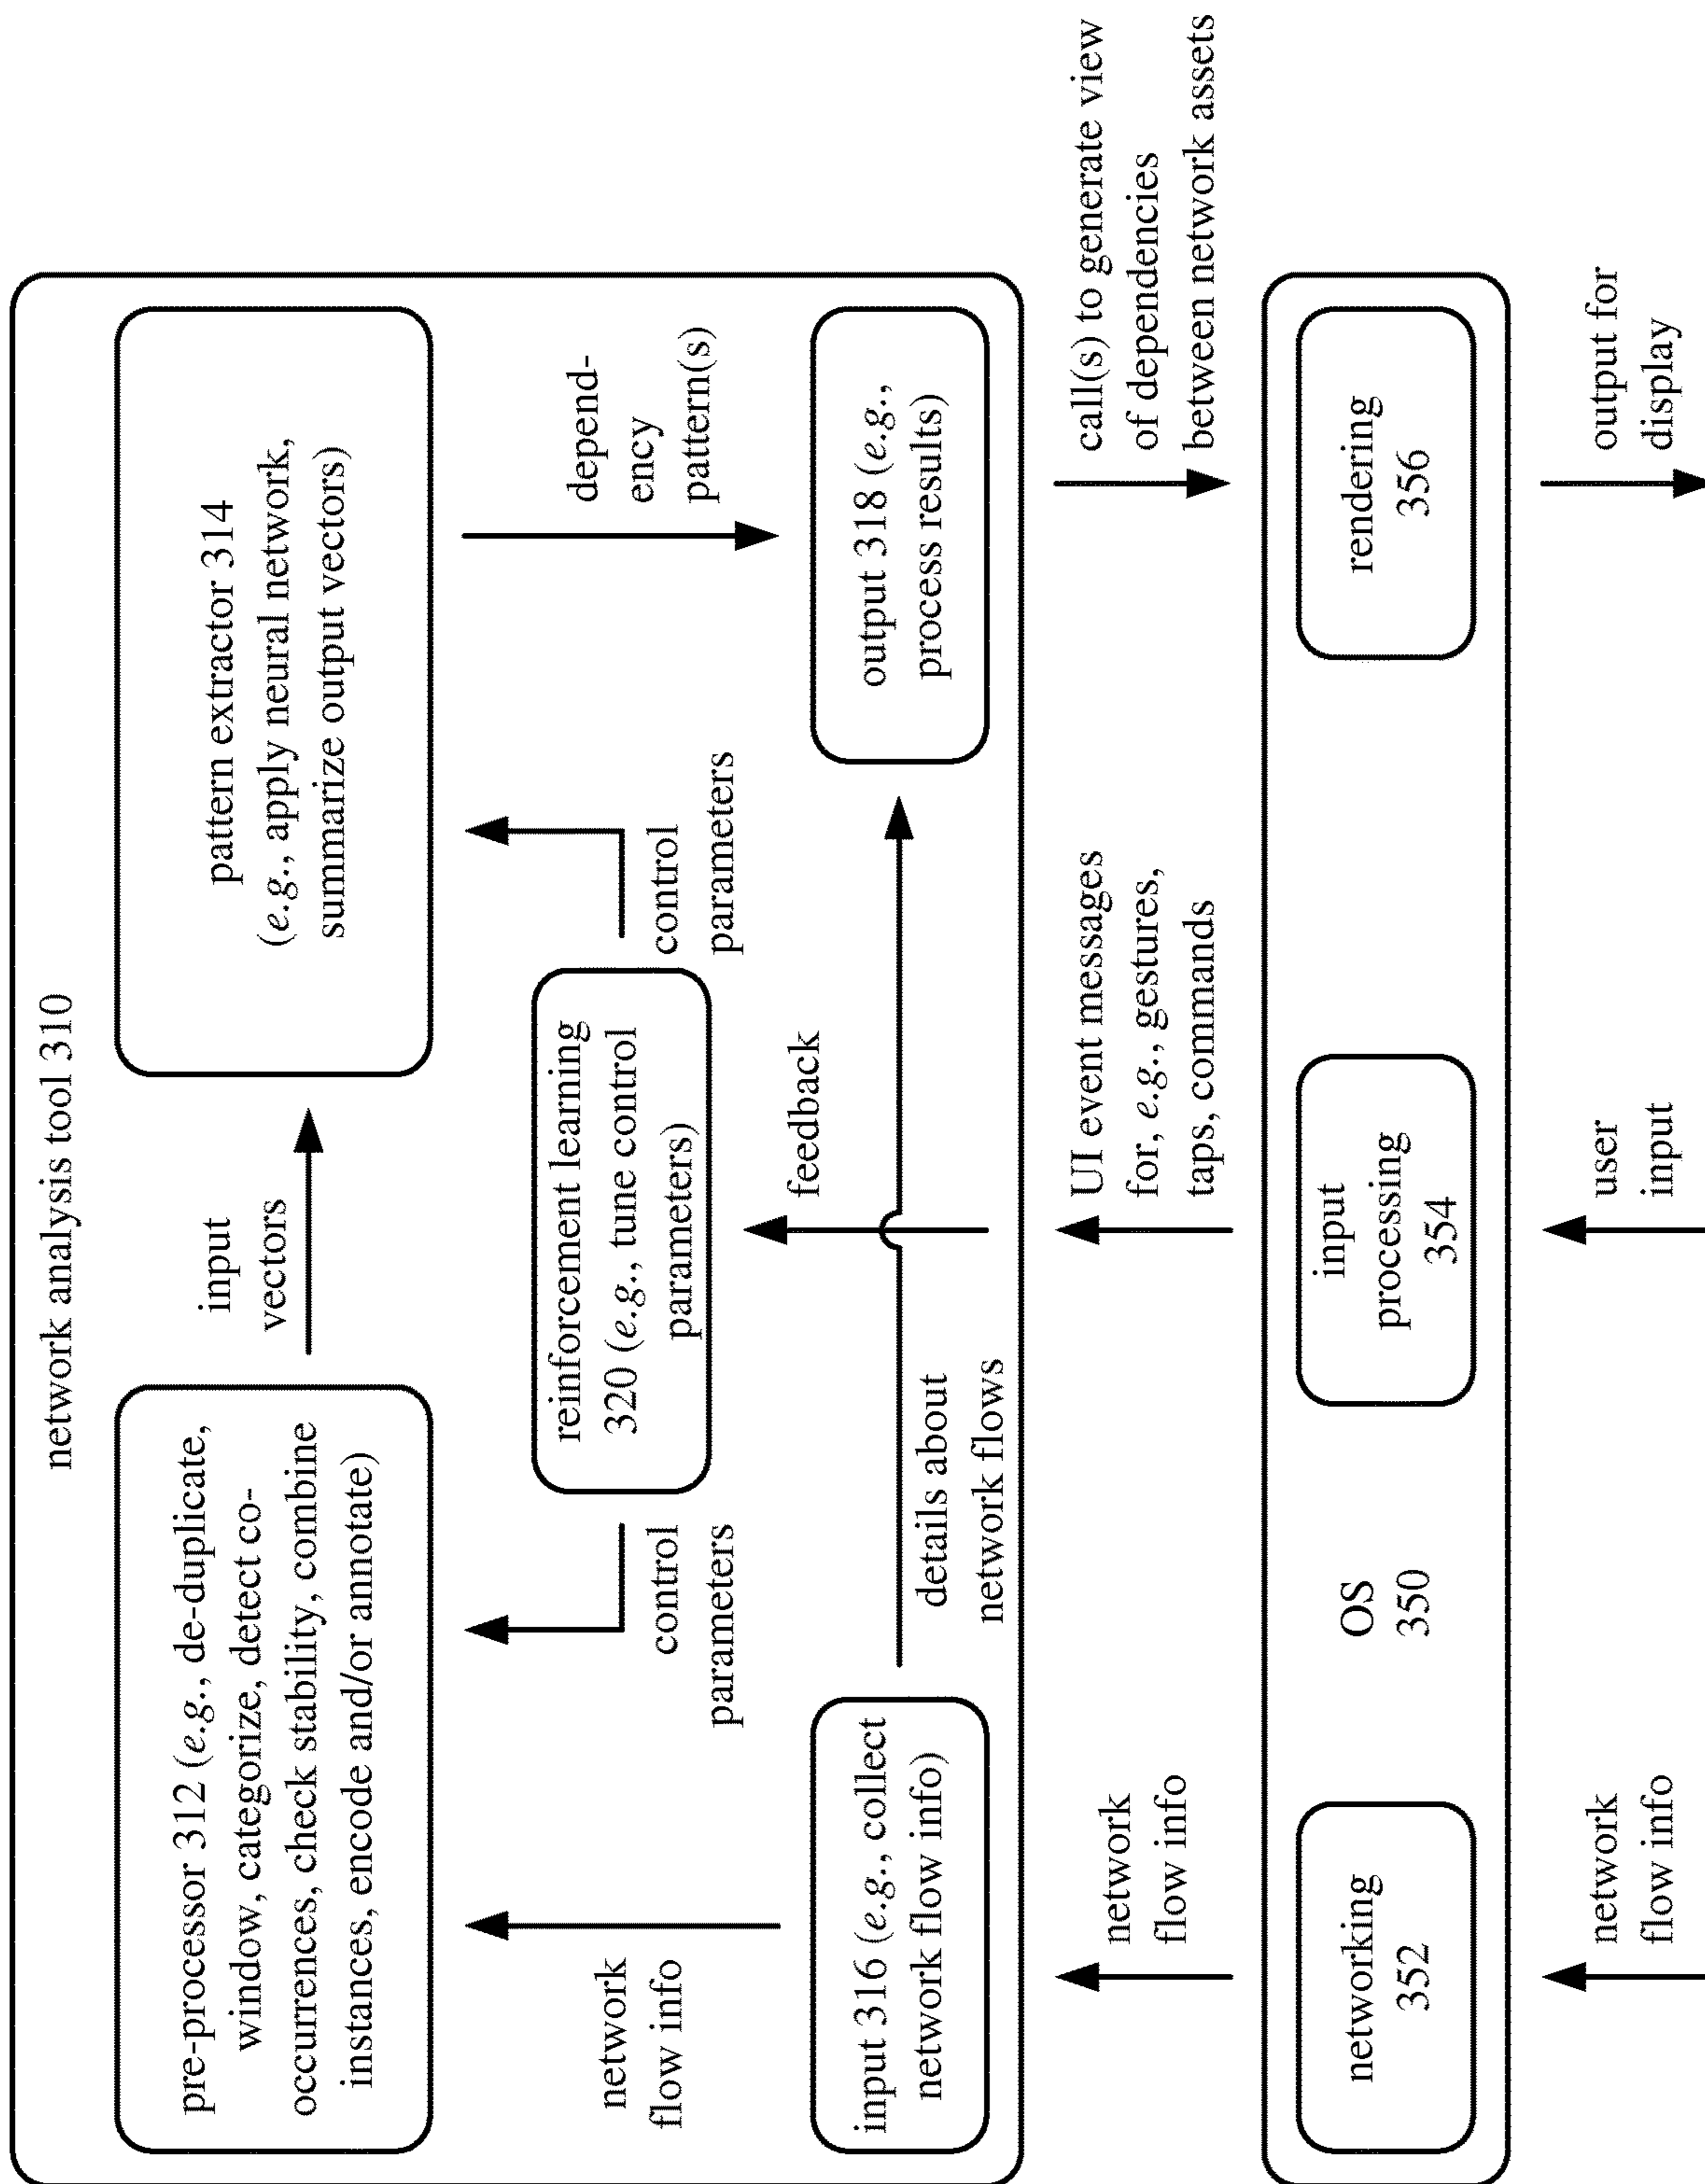 network analysis tool 310
pre-processor 312 (e.g., de-duplicate,
window, categorize, detect co-
occurrences, check stability, combine
instances, encode and/or annotate)
input
vectors
pattern extractor 314
(e.g., apply neural network,
summarize output vectors)
network
flow info
control
parameters
reinforcement learning
320 (e.g., tune control
parameters)
control
parameters
depend-
ency
pattern(s)
feedback
input 316 (e.g., collect
network flow info)
details about
network flows
output 318 (e.g.,
process results)
network
flow info
UI event messages
for, e.g., gestures,
taps, commands
call(s) to generate view
of dependencies
between network assets
networking
352
OS
350
input
processing
354
rendering
356
network
flow info
user
input
output for
display